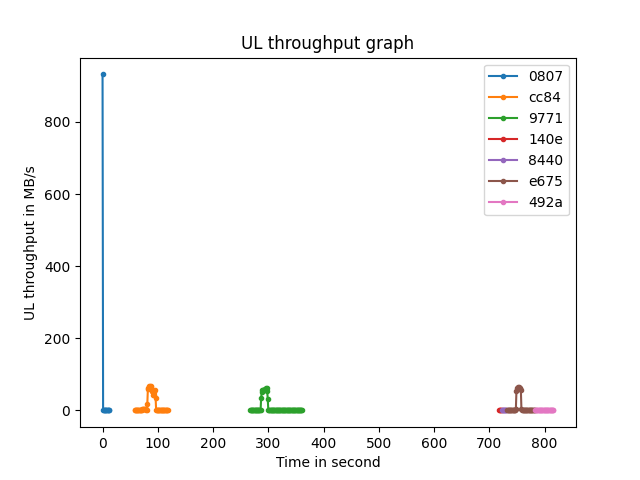 UL throughput graph
UL throughput in MB/s
800
600
400
200
0
0807
cc84
9771
140e
8440
e675
492a
0 100 200 300 400 500 600 700 800
Time in second